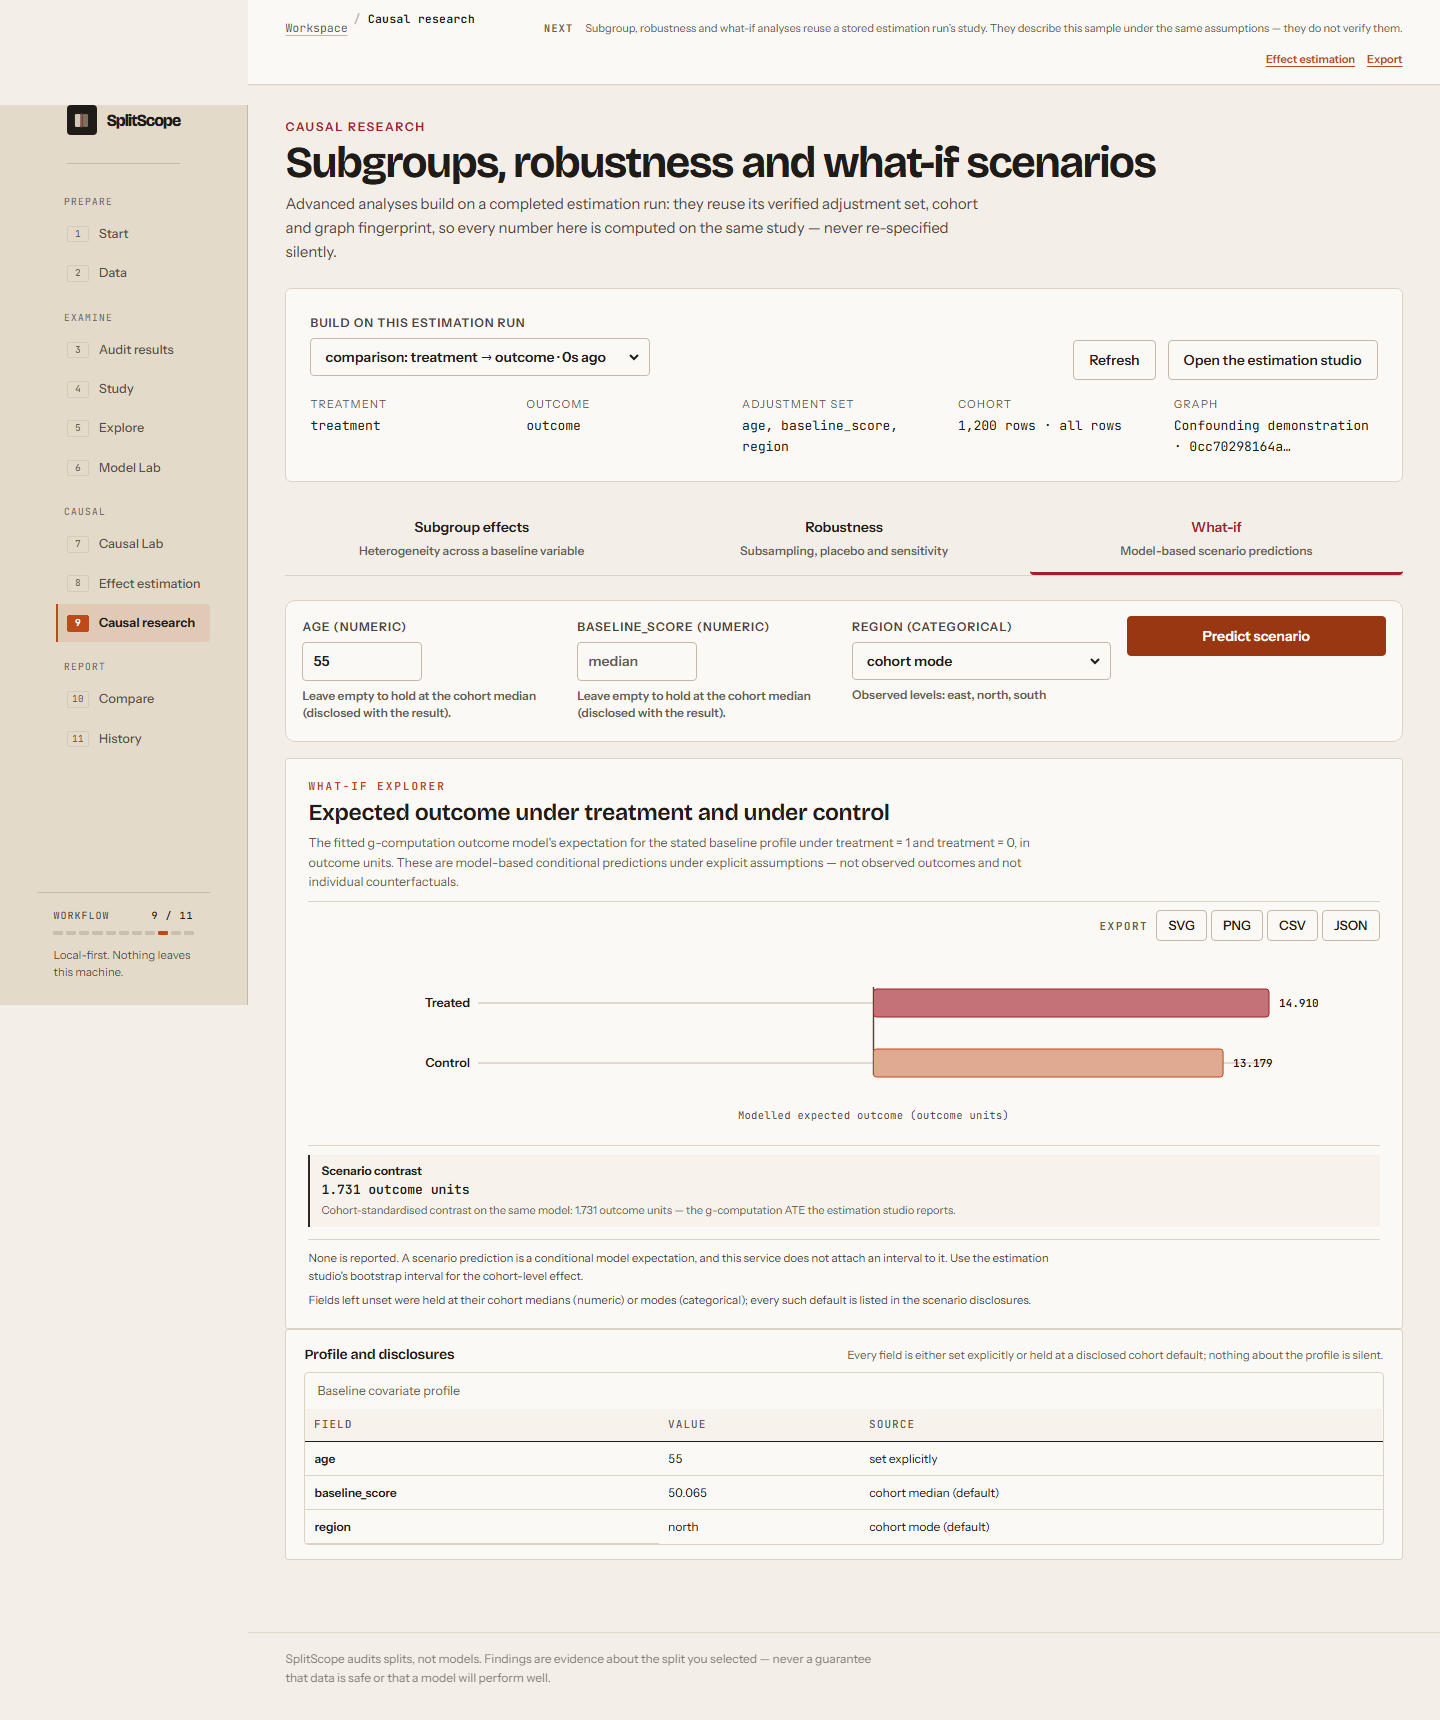 Workspace / Causal research
NEXT Subgroup, robustness and what-if analyses reuse a stored estimation run's study. They describe this sample under the same assumptions — they do not verify them.
Effect estimation Export
SplitScope
PREPARE
1 Start
2 Data
EXAMINE
3 Audit results
4 Study
5 Explore
6 Model Lab
CAUSAL
7 Causal Lab
8 Effect estimation
9 Causal research
REPORT
10 Compare
11 History
WORKFLOW 9 / 11
Local-first. Nothing leaves
this machine.
CAUSAL RESEARCH
Subgroups, robustness and what-if scenarios
Advanced analyses build on a completed estimation run: they reuse its verified adjustment set, cohort
and graph fingerprint, so every number here is computed on the same study — never re-specified
silently.
BUILD ON THIS ESTIMATION RUN
comparison: treatment → outcome · 0s ago
Refresh Open the estimation studio
TREATMENT OUTCOME ADJUSTMENT SET COHORT GRAPH
treatment outcome age, baseline_score, 1,200 rows · all rows Confounding demonstration
region · 0cc70298164a…
Subgroup effects Robustness What-if
Heterogeneity across a baseline variable Subsampling, placebo and sensitivity Model-based scenario predictions
AGE (NUMERIC) BASELINE_SCORE (NUMERIC) REGION (CATEGORICAL)
55 median cohort mode Predict scenario
Leave empty to hold at the cohort median Leave empty to hold at the cohort median Observed levels: east, north, south
(disclosed with the result). (disclosed with the result).
WHAT-IF EXPLORER
Expected outcome under treatment and under control
The fitted g-computation outcome model's expectation for the stated baseline profile under treatment = 1 and treatment = 0, in
outcome units. These are model-based conditional predictions under explicit assumptions — not observed outcomes and not
individual counterfactuals.
EXPORT SVG PNG CSV JSON
Treated 14.910
Control 13.179
Modelled expected outcome (outcome units)
Scenario contrast
1.731 outcome units
Cohort-standardised contrast on the same model: 1.731 outcome units — the g-computation ATE the estimation studio reports.
None is reported. A scenario prediction is a conditional model expectation, and this service does not attach an interval to it. Use the estimation
studio's bootstrap interval for the cohort-level effect.
Fields left unset were held at their cohort medians (numeric) or modes (categorical); every such default is listed in the scenario disclosures.
Profile and disclosures Every field is either set explicitly or held at a disclosed cohort default; nothing about the profile is silent.
Baseline covariate profile
FIELD VALUE SOURCE
age 55 set explicitly
baseline_score 50.065 cohort median (default)
region north cohort mode (default)
SplitScope audits splits, not models. Findings are evidence about the split you selected — never a guarantee
that data is safe or that a model will perform well.